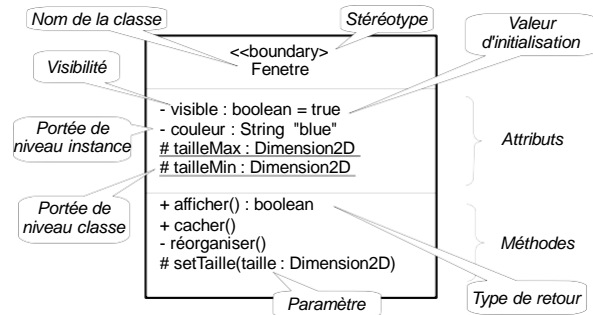 Nom de la classe
Stéréotype
Valeur
d'initialisation
<<boundary>
Fenetre
Visibilité
- visible : boolean = true
- couleur : String "blue"
# tailleMax : Dimension2D
# tailleMin : Dimension2D
Portée de
niveau instance
Attributs
Portée de
niveau classe
+ afficher() : boolean
+ cacher()
- réorganiser()
# setTaille(taille : Dimension2D)
Méthodes
Paramètre
Type de retour